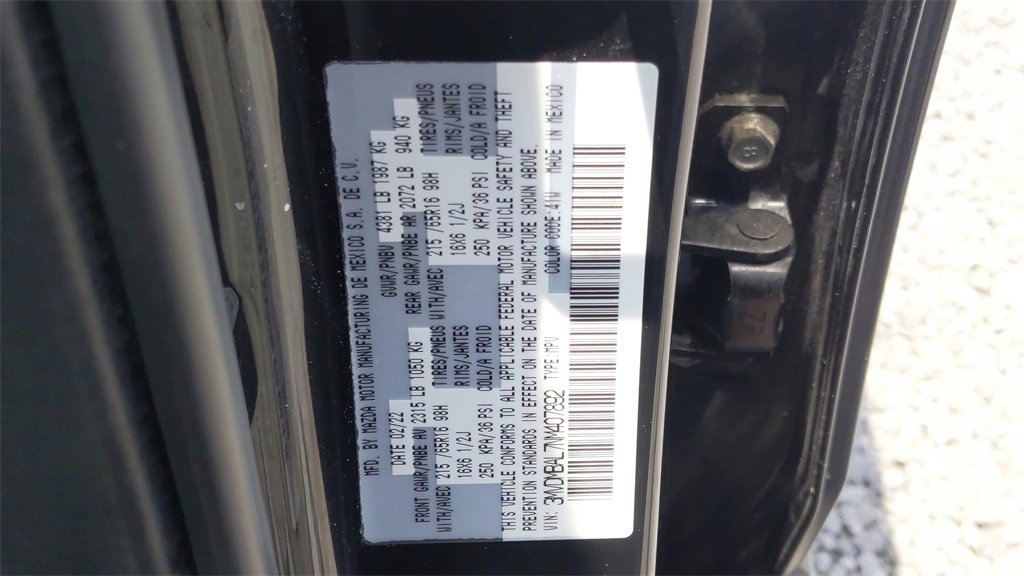 MFD. BY MAZDA MOTOR MANUFACTURING DE MEXICO S.A. DE C.V.
DATE 02/22 GVWR/PNBV 4381 LB 1987 KG
FRONT GAWR/PNBE AV 2315 LB 1050 KG REAR GAWR/PNBE AR 2072 LB 940 KG
WITH/AVEC 215 /65R16 98H TIRES/PNEUS WITH/AVEC 215 /65R16 98H TIRES/PNEUS
16X6 1/2J RIMS/JANTES 16X6 1/2J RIMS/JANTES
250 KPA/36 PSI COLD/A FROID 250 KPA/36 PSI COLD/A FROID
THIS VEHICLE CONFORMS TO ALL APPLICABLE FEDERAL MOTOR VEHICLE SAFETY AND THEFT
PREVENTION STANDARDS IN EFFECT ON THE DATE OF MANUFACTURE SHOWN ABOVE.
VIN: 3MVDMBAL7NM407892 TYPE:MPV COLOR CODE:41W MADE IN MEXICO
8